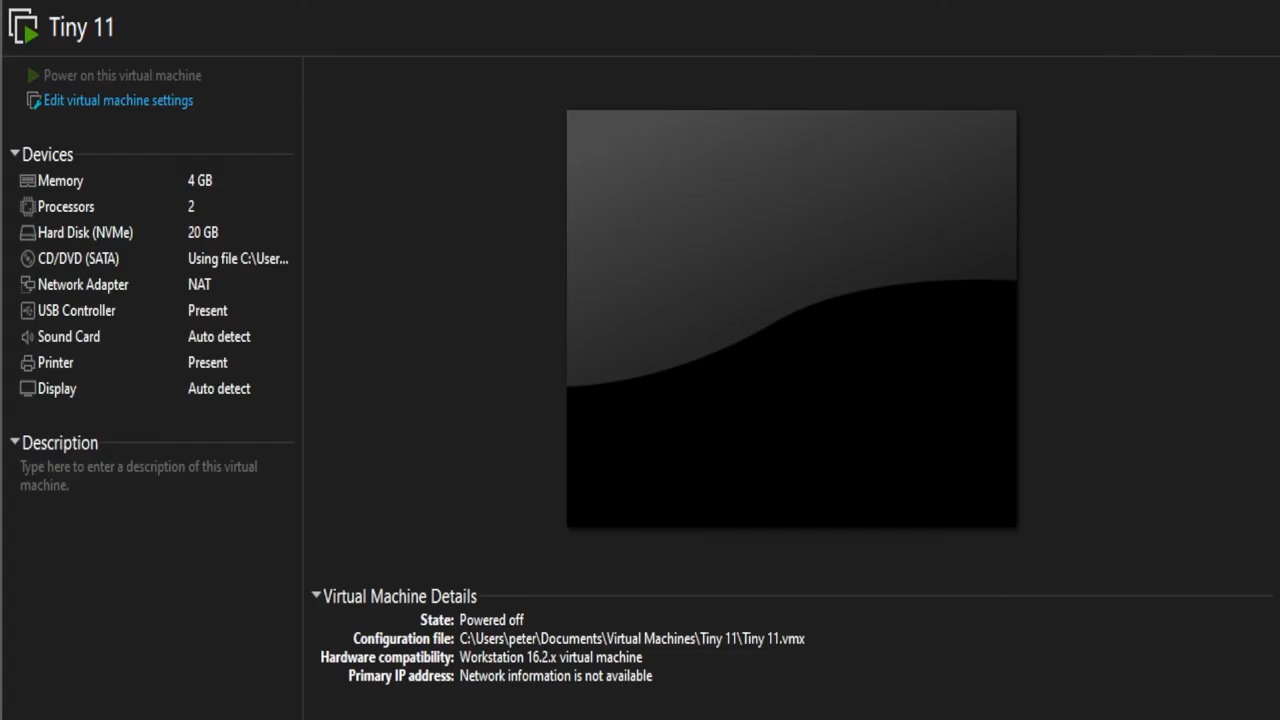 Tiny 11
Power on this virtual machine
Edit virtual machine settings
Devices
Memory 4 GB
Processors 2
Hard Disk (NVMe) 20 GB
CD/DVD (SATA) Using file C:\User...
Network Adapter NAT
USB Controller Present
Sound Card Auto detect
Printer Present
Display Auto detect
Description
Type here to enter a description of this virtual
machine.
Virtual Machine Details
State: Powered off
Configuration file: C:\Users\peter\Documents\Virtual Machines\Tiny 11\Tiny 11.vmx
Hardware compatibility: Workstation 16.2.x virtual machine
Primary IP address: Network information is not available